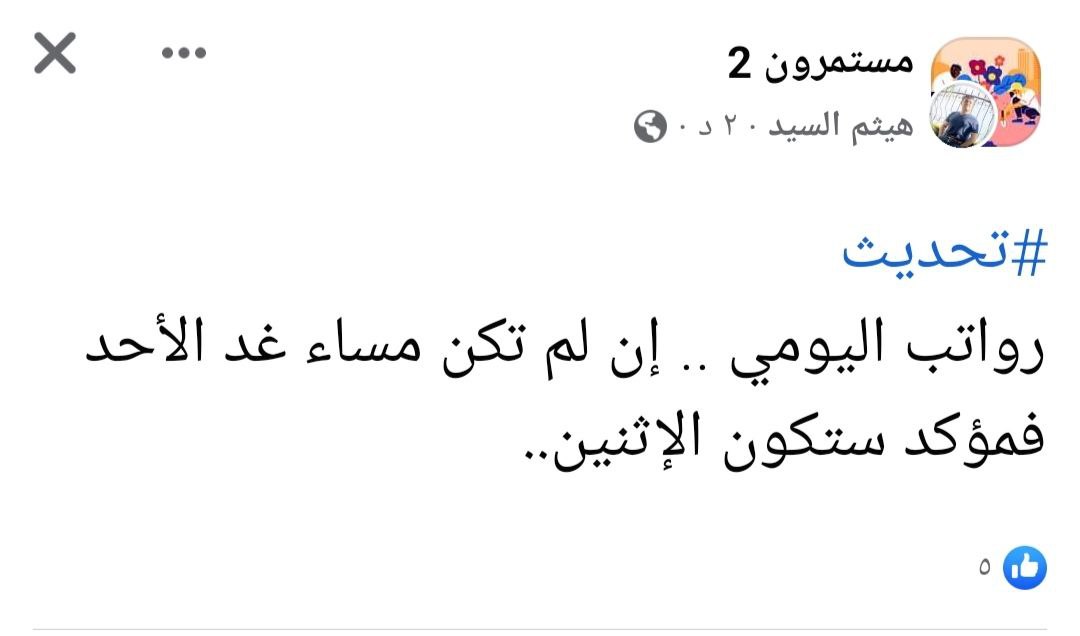 مستمرون 2
هيثم السيد · ٢٠ د ·
#تحديث
رواتب اليومي .. إن لم تكن مساء غد الأحد
فمؤكد ستكون الإثنين..
٥